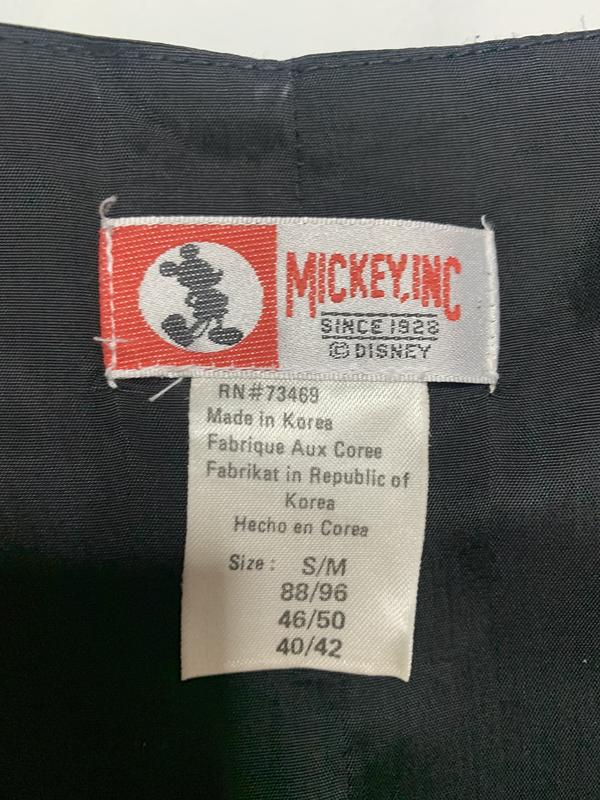 MICKEY, INC
SINCE 1928
© DISNEY
RN#73469
Made in Korea
Fabrique Aux Coree
Fabrikat in Republic of
Korea
Hecho en Corea
Size : S/M
88/96
46/50
40/42